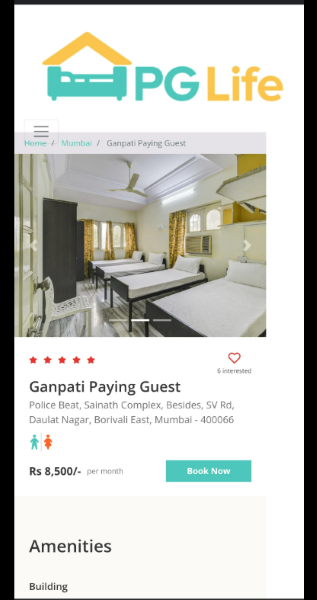 PG Life
Home / Mumbai / Ganpati Paying Guest
6 interested
Ganpati Paying Guest
Police Beat, Sainath Complex, Besides, SV Rd,
Daulat Nagar, Borivali East, Mumbai - 400066
Rs 8,500/- per month
Book Now
Amenities
Building